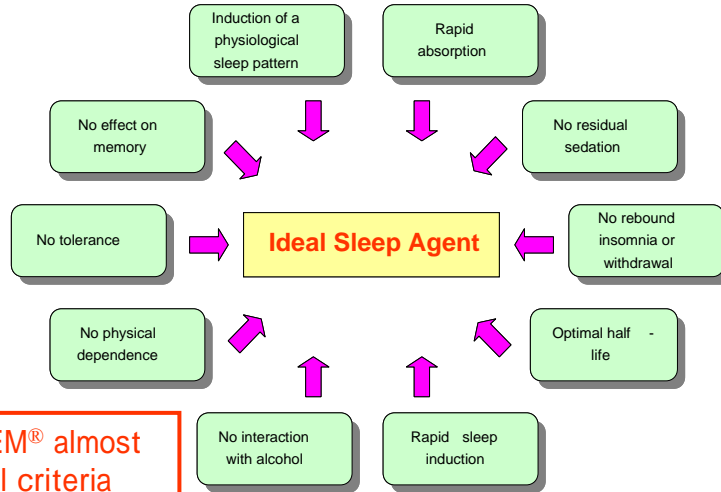 Induction of a
physiological
sleep pattern
Rapid
absorption
No effect on
memory
No residual
sedation
No tolerance
Ideal Sleep Agent
No rebound
insomnia or
withdrawal
No physical
dependence
Optimal half -
life
No interaction
with alcohol
Rapid sleep
induction
® almost
criteria